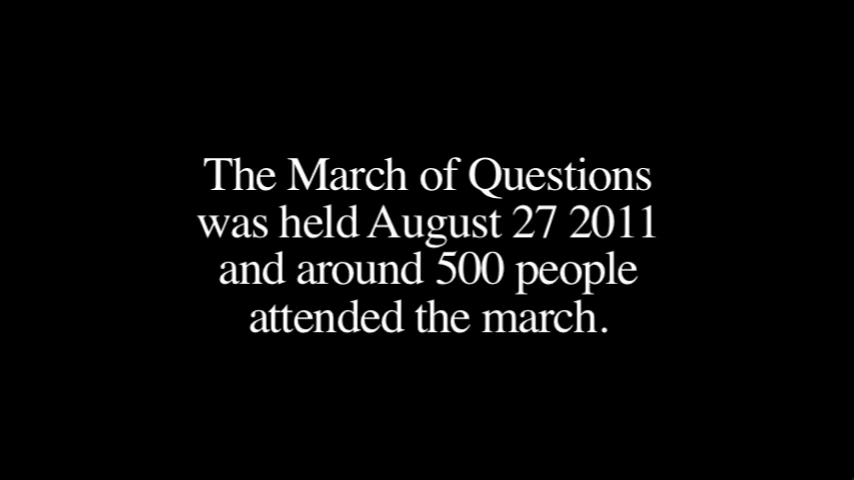 The March of Questions
was held August 27 2011
and around 500 people
attended the march.